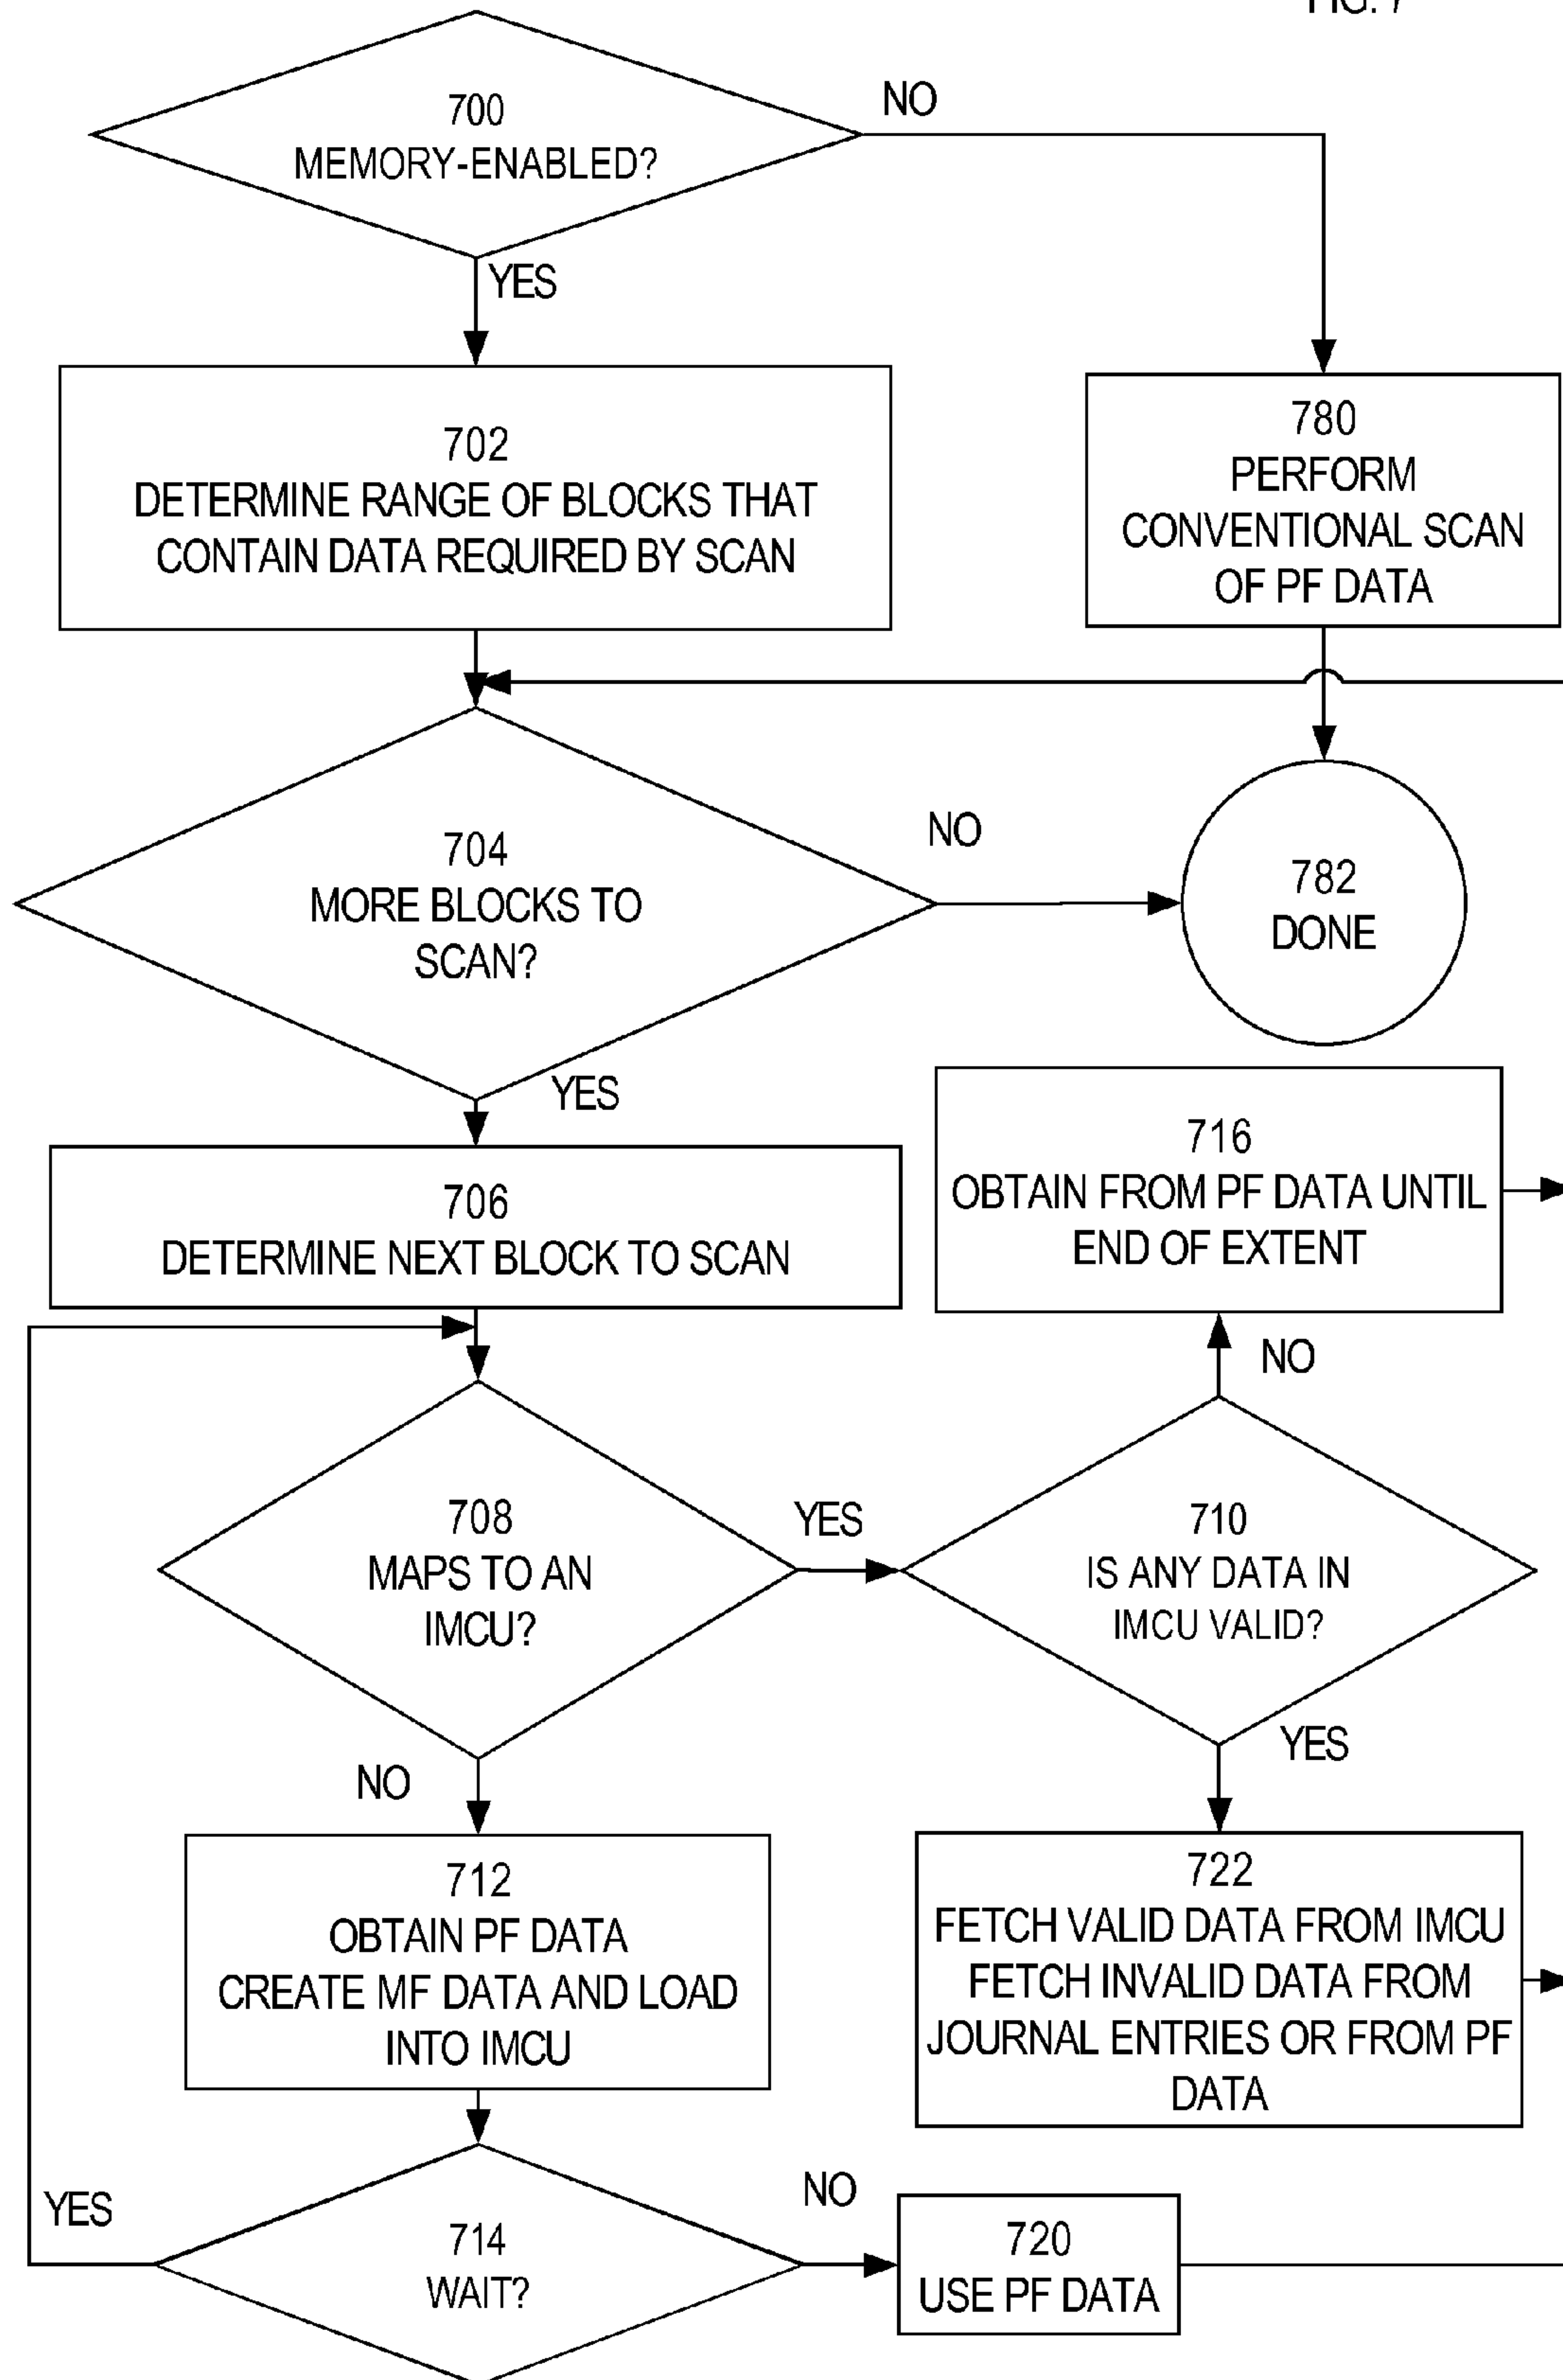 FIG. 7
700
MEMORY-ENABLED?
NO
YES
702
DETERMINE RANGE OF BLOCKS THAT
CONTAIN DATA REQUIRED BY SCAN
780
PERFORM
CONVENTIONAL SCAN
OF PF DATA
704
MORE BLOCKS TO
SCAN?
NO
782
DONE
YES
706
DETERMINE NEXT BLOCK TO SCAN
716
OBTAIN FROM PF DATA UNTIL
END OF EXTENT
NO
708
MAPS TO AN
IMCU?
YES
710
IS ANY DATA IN
IMCU VALID?
YES
NO
712
OBTAIN PF DATA
CREATE MF DATA AND LOAD
INTO IMCU
722
FETCH VALID DATA FROM IMCU
FETCH INVALID DATA FROM
JOURNAL ENTRIES OR FROM PF
DATA
YES
714
WAIT?
NO
720
USE PF DATA